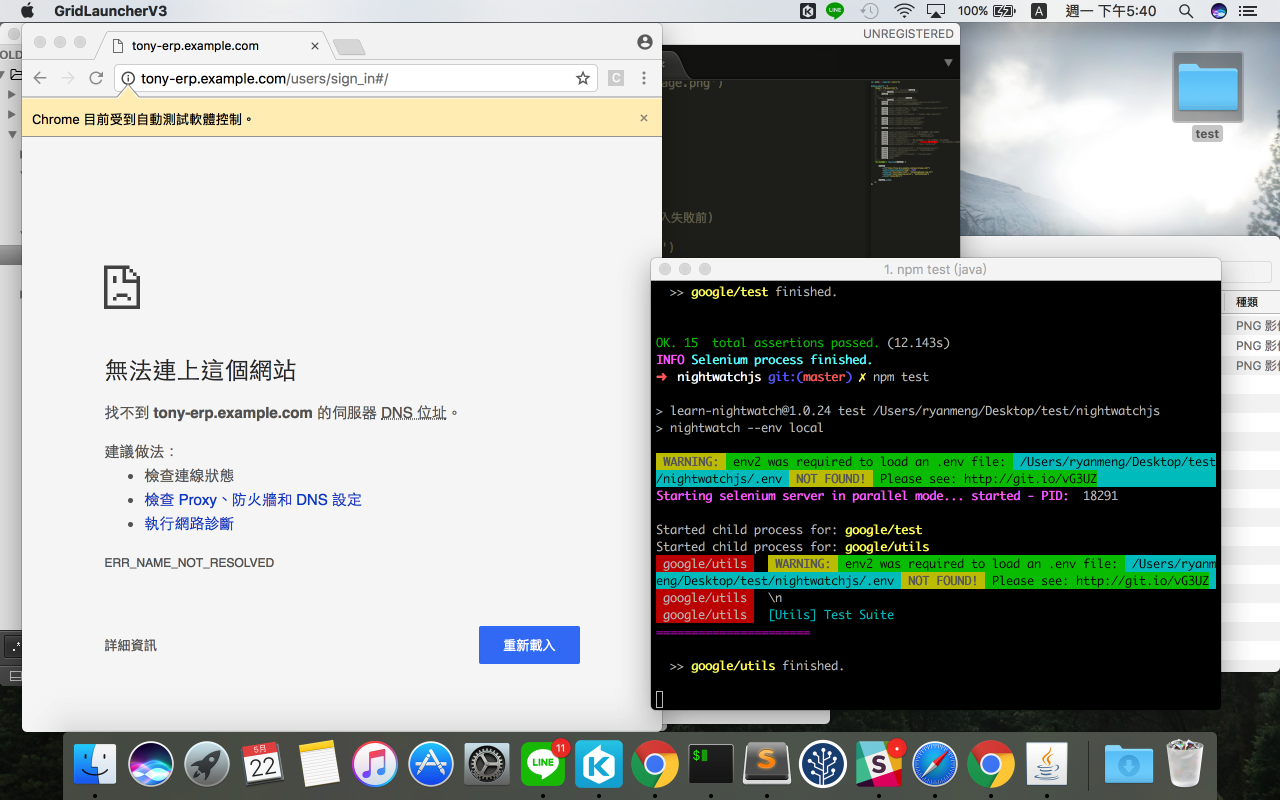 GridLauncherV3
100%
A
週一 下午5:40
OLD
tony-erp.example.com
UNREGISTERED
tony-erp.example.com/users/sign_in#/
C
age.png')
Chrome 目前受到自動測試軟體控制。
test
入失敗前)
')
無法連上這個網站
找不到 tony-erp.example.com 的伺服器 DNS 位址。
建議做法：
檢查連線狀態
檢查 Proxy、防火牆和 DNS 設定
執行網路診斷
ERR_NAME_NOT_RESOLVED
詳細資訊
重新載入
1. npm test (java)
>> google/test finished.
OK. 15 total assertions passed. (12.143s)
INFO Selenium process finished.
➜ nightwatchjs git:(master) ✗ npm test
> learn-nightwatch@1.0.24 test /Users/ryanmeng/Desktop/test/nightwatchjs
> nightwatch --env local
WARNING: env2 was required to load an .env file: /Users/ryanmeng/Desktop/test
/nightwatchjs/.env NOT FOUND! Please see: http://git.io/vG3UZ
Starting selenium server in parallel mode... started - PID: 18291
Started child process for: google/test
Started child process for: google/utils
google/utils WARNING: env2 was required to load an .env file: /Users/ryanm
eng/Desktop/test/nightwatchjs/.env NOT FOUND! Please see: http://git.io/vG3UZ
google/utils \n
google/utils [Utils] Test Suite
======================
>> google/utils finished.
種類
PNG 影
PNG 影
PNG 影
.*
5月
22
LINE
11
K
$
S
S